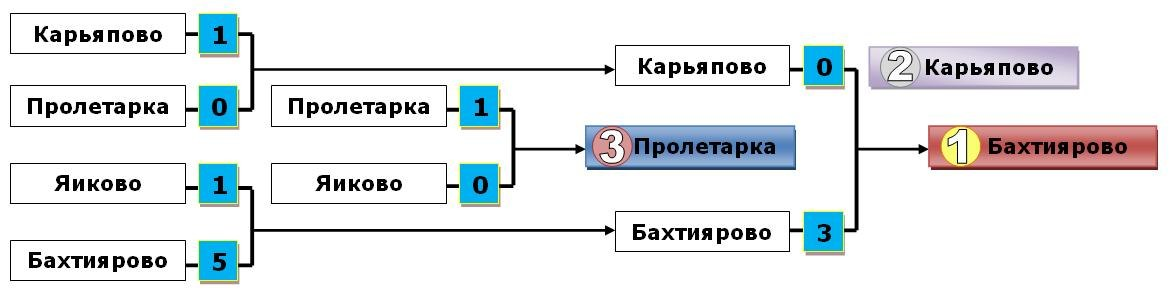 Карьяпово 1
Пролетарка 0
Яиково 1
Бахтиярово 5
Пролетарка 1
Яиково 0
3 Пролетарка
Карьяпово 0
Бахтиярово 3
2 Карьяпово
1 Бахтиярово